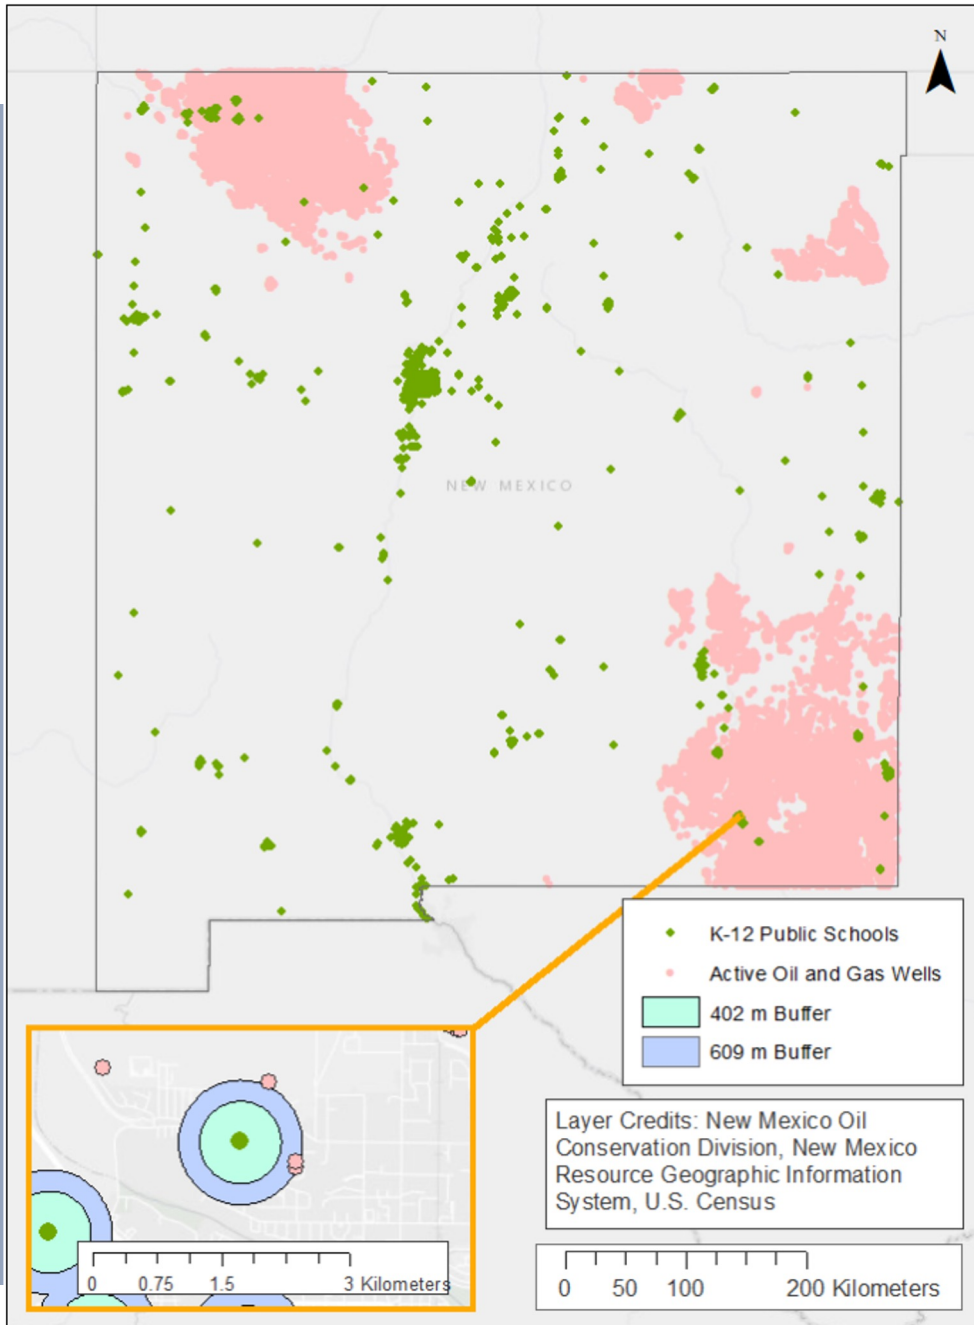 N
NEW MEXICO
K-12 Public Schools
Active Oil and Gas Wells
402 m Buffer
609 m Buffer
Layer Credits: New Mexico Oil
Conservation Division, New Mexico
Resource Geographic Information
System, U.S. Census
0 0.75 1.5 3 Kilometers
0 50 100 200 Kilometers